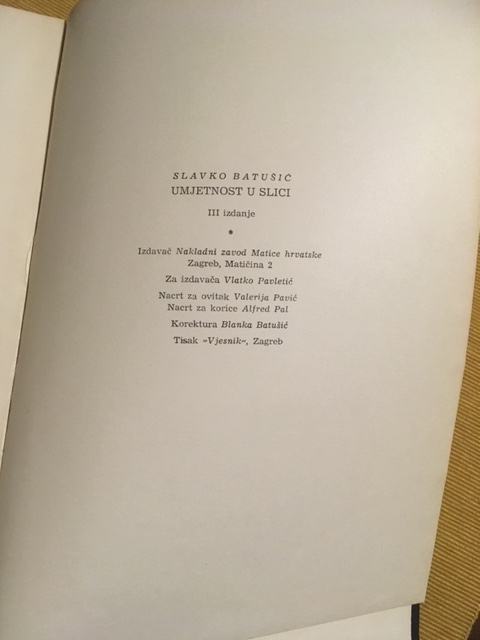 SLAVKO BATUŠIĆ
UMJETNOST U SLICI
III izdanje
*
Izdavač Nakladni zavod Matice hrvatske
Zagreb, Matičina 2
Za izdavača Vlatko Pavletić
Nacrt za ovitak Valerija Pavić
Nacrt za korice Alfred Pal
Korektura Blanka Batušić
Tisak »Vjesnik«, Zagreb